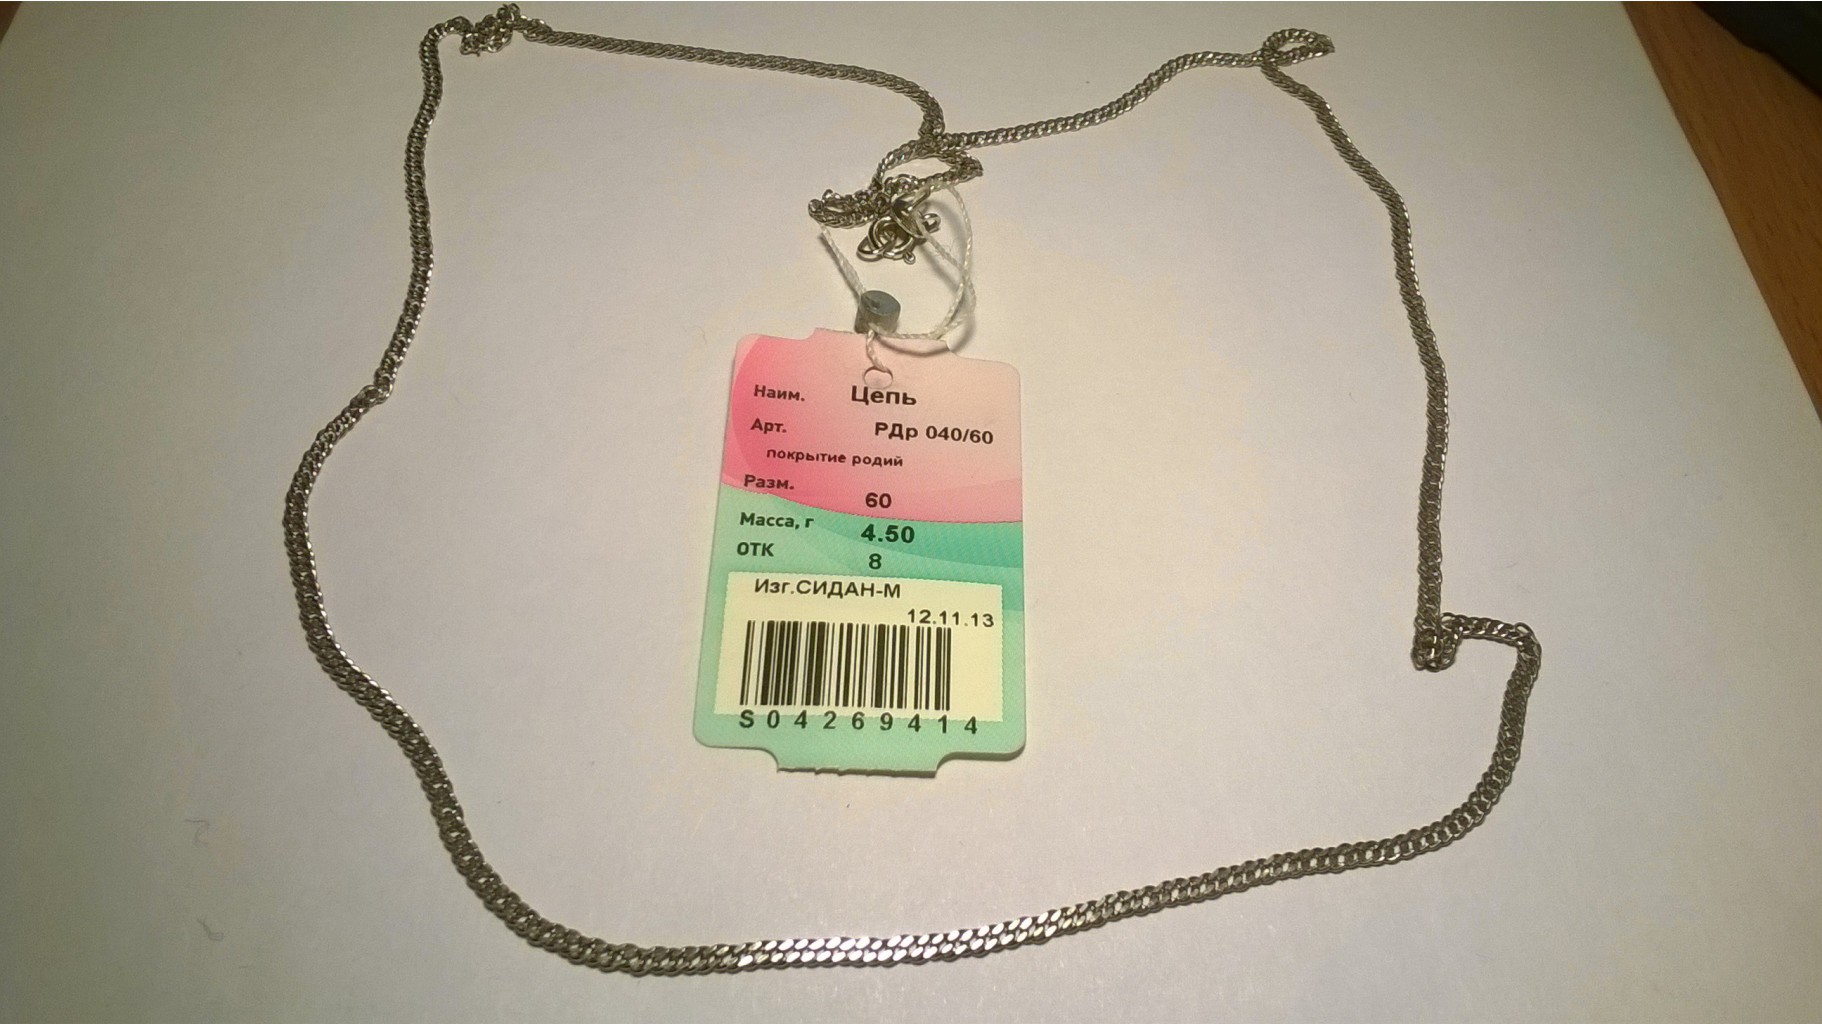 Наим. Цепь
Арт. РДр 040/60
покрытие родий
Разм. 60
Масса, г 4.50
ОТК 8
Изг.СИДАН-М
12.11.13
S04269414